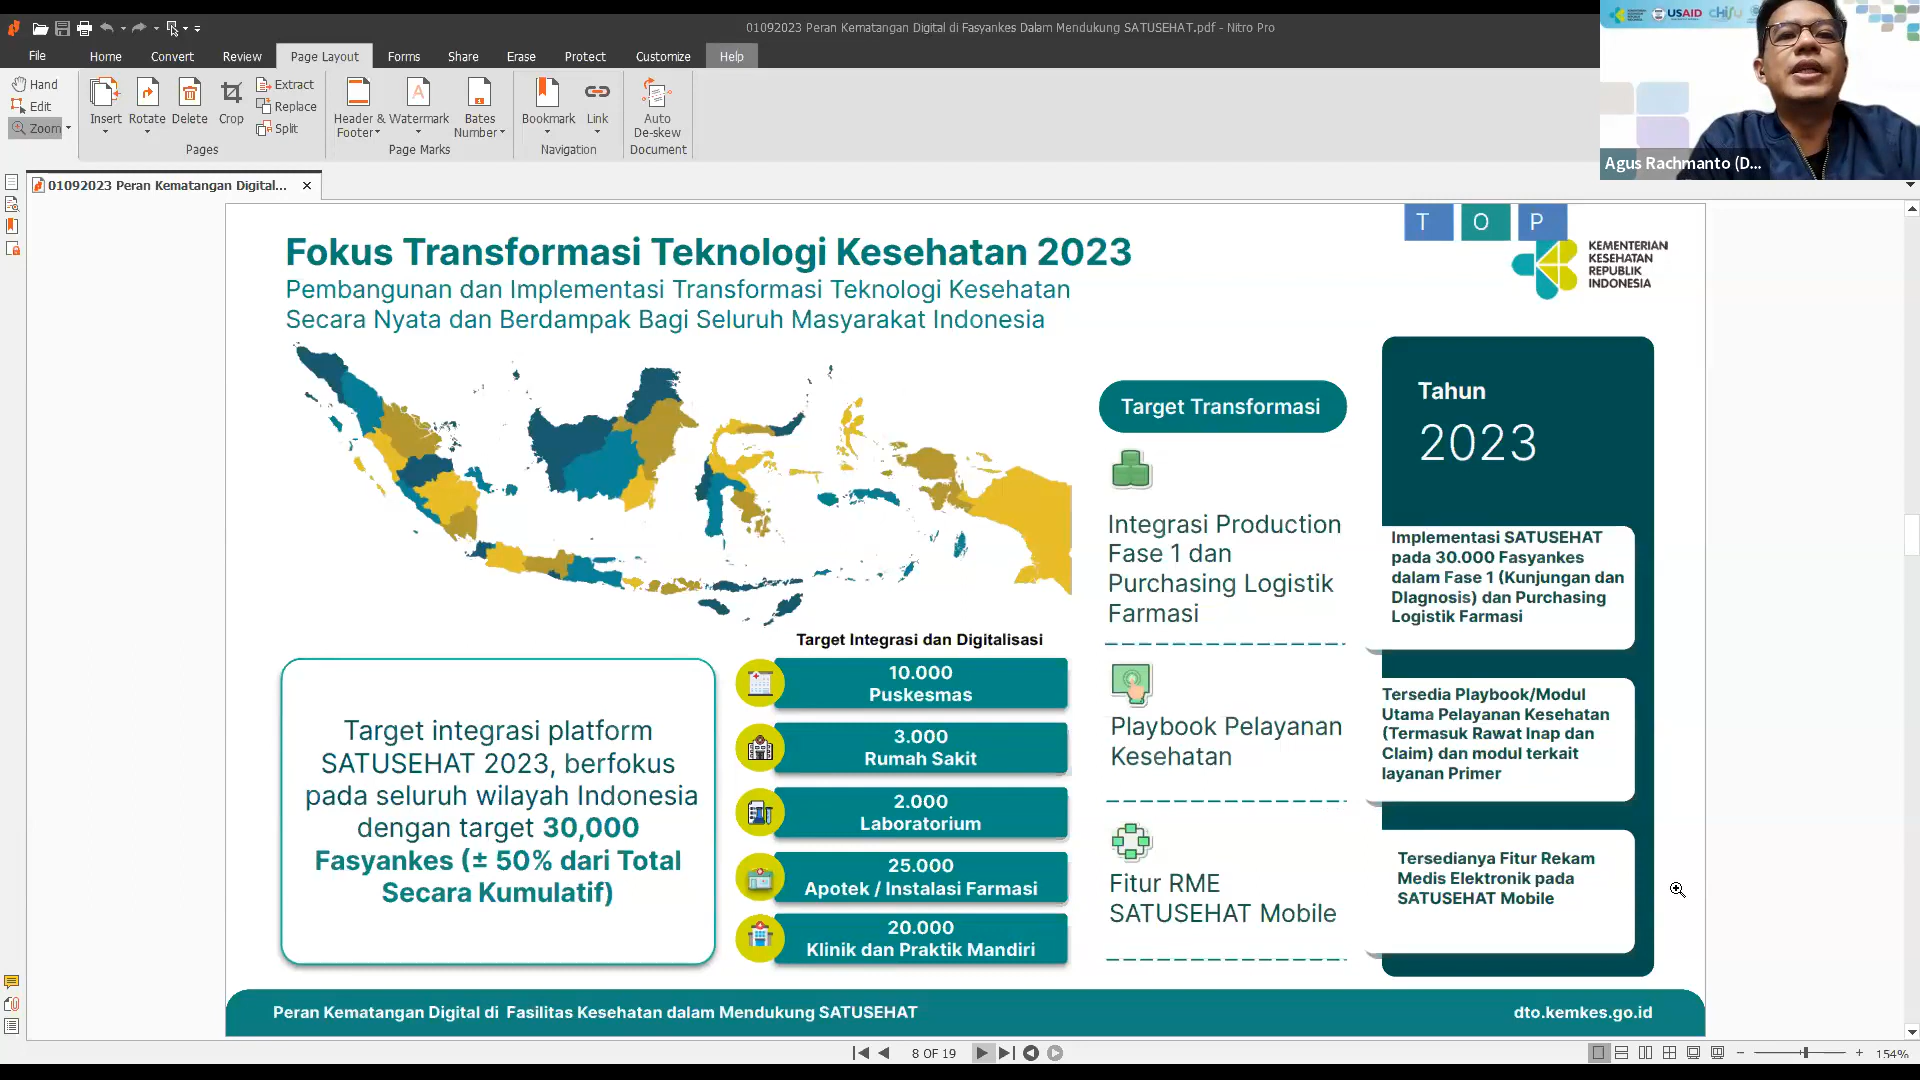 01092023 Peran Kematangan Digital di Fasyankes Dalam Mendukung SATUSEHAT.pdf - Nitro Pro
File
Home
Convert
Review
Page Layout
Forms
Share
Erase
Protect
Customize
Help
Hand
Edit
Zoom
Insert
Rotate
Delete
Crop
Extract
Replace
Split
Pages
Header & Footer
Watermark
Bates Number
Page Marks
Bookmark
Link
Navigation
Auto De-skew
Document
USAID
CHISU
Agus Rachmanto (D...
01092023 Peran Kematangan Digital...
T O P
Fokus Transformasi Teknologi Kesehatan 2023
Pembangunan dan Implementasi Transformasi Teknologi Kesehatan
Secara Nyata dan Berdampak Bagi Seluruh Masyarakat Indonesia
KEMENTERIAN
KESEHATAN
REPUBLIK
INDONESIA
Target integrasi platform
SATUSEHAT 2023, berfokus
pada seluruh wilayah Indonesia
dengan target 30,000
Fasyankes (± 50% dari Total
Secara Kumulatif)
Target Integrasi dan Digitalisasi
10.000
Puskesmas
3.000
Rumah Sakit
2.000
Laboratorium
25.000
Apotek / Instalasi Farmasi
20.000
Klinik dan Praktik Mandiri
Target Transformasi
Integrasi Production
Fase 1 dan
Purchasing Logistik
Farmasi
Playbook Pelayanan
Kesehatan
Fitur RME
SATUSEHAT Mobile
Tahun
2023
Implementasi SATUSEHAT
pada 30.000 Fasyankes
dalam Fase 1 (Kunjungan dan
DIagnosis) dan Purchasing
Logistik Farmasi
Tersedia Playbook/Modul
Utama Pelayanan Kesehatan
(Termasuk Rawat Inap dan
Claim) dan modul terkait
layanan Primer
Tersedianya Fitur Rekam
Medis Elektronik pada
SATUSEHAT Mobile
Peran Kematangan Digital di Fasilitas Kesehatan dalam Mendukung SATUSEHAT
dto.kemkes.go.id
8 OF 19
154%